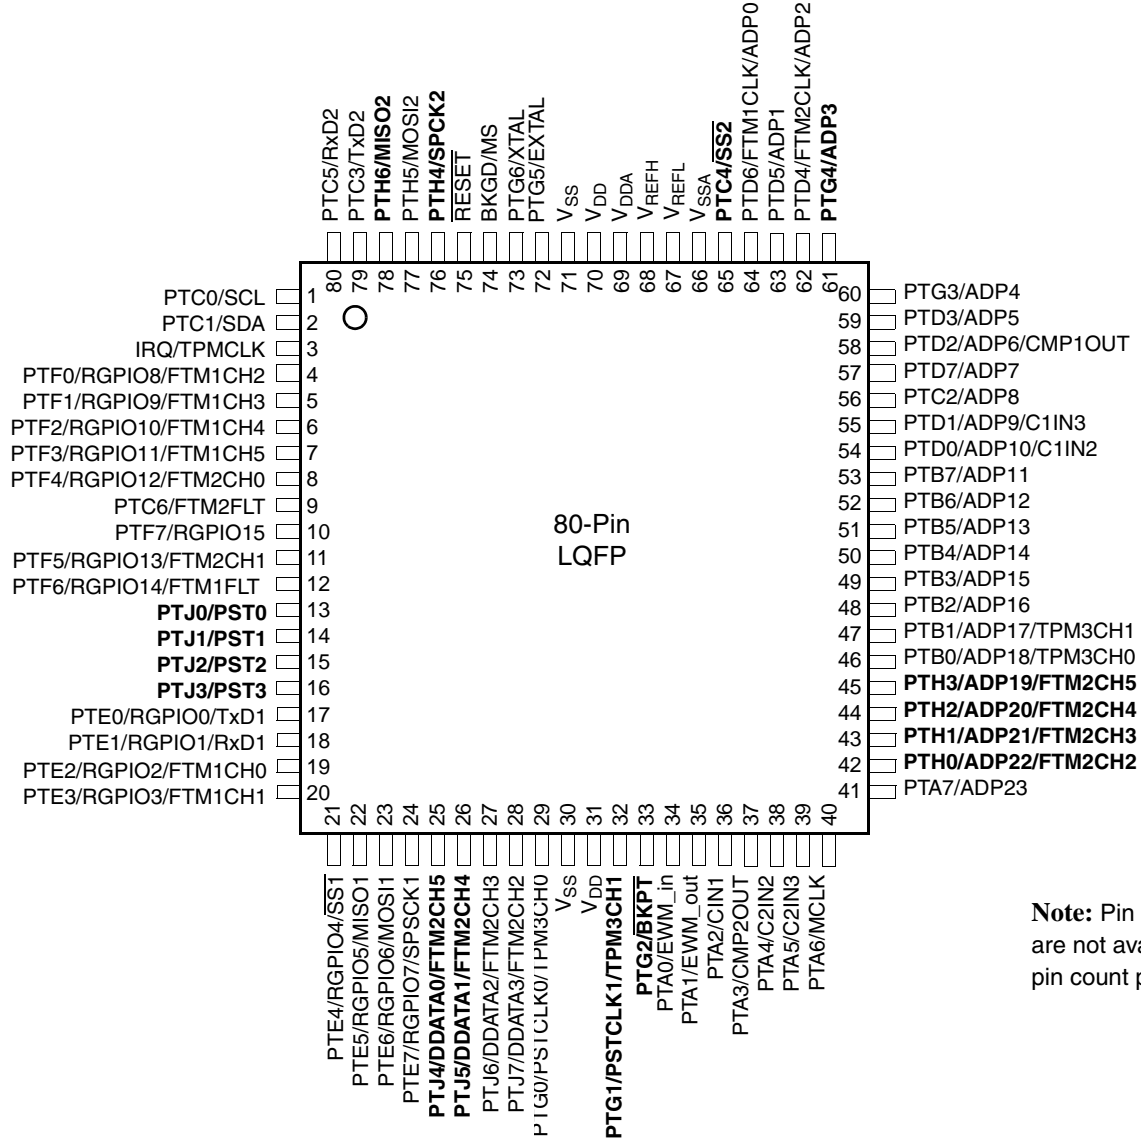 PTC5/RxD2
PTC3/TxD2
PTH6/MISO2
PTH5/MOSI2
PTH4/SPCK2
RESET
BKGD/MS
PTG6/XTAL
PTG5/EXTAL
VSS
VDD
VDDA
VREFH
VREFL
VSSA
PTC4/SS2
PTD6/FTM1CLK/ADP0
PTD5/ADP1
PTD4/FTM2CLK/ADP2
PTG4/ADP3
80
79
78
77
76
75
74
73
72
71
70
69
68
67
66
65
64
63
62
61
PTC0/SCL 1
PTC1/SDA 2
IRQ/TPMCLK 3
PTF0/RGPIO8/FTM1CH2 4
PTF1/RGPIO9/FTM1CH3 5
PTF2/RGPIO10/FTM1CH4 6
PTF3/RGPIO11/FTM1CH5 7
PTF4/RGPIO12/FTM2CH0 8
PTC6/FTM2FLT 9
PTF7/RGPIO15 10
PTF5/RGPIO13/FTM2CH1 11
PTF6/RGPIO14/FTM1FLT 12
PTJ0/PST0 13
PTJ1/PST1 14
PTJ2/PST2 15
PTJ3/PST3 16
PTE0/RGPIO0/TxD1 17
PTE1/RGPIO1/RxD1 18
PTE2/RGPIO2/FTM1CH0 19
PTE3/RGPIO3/FTM1CH1 20
80-Pin
LQFP
60 PTG3/ADP4
59 PTD3/ADP5
58 PTD2/ADP6/CMP1OUT
57 PTD7/ADP7
56 PTC2/ADP8
55 PTD1/ADP9/C1IN3
54 PTD0/ADP10/C1IN2
53 PTB7/ADP11
52 PTB6/ADP12
51 PTB5/ADP13
50 PTB4/ADP14
49 PTB3/ADP15
48 PTB2/ADP16
47 PTB1/ADP17/TPM3CH1
46 PTB0/ADP18/TPM3CH0
45 PTH3/ADP19/FTM2CH5
44 PTH2/ADP20/FTM2CH4
43 PTH1/ADP21/FTM2CH3
42 PTH0/ADP22/FTM2CH2
41 PTA7/ADP23
21
22
23
24
25
26
27
28
29
30
31
32
33
34
35
36
37
38
39
40
PTE4/RGPIO4/SS1
PTE5/RGPIO5/MISO1
PTE6/RGPIO6/MOSI1
PTE7/RGPIO7/SPSCK1
PTJ4/DDATA0/FTM2CH5
PTJ5/DDATA1/FTM2CH4
PTJ6/DDATA2/FTM2CH3
PTJ7/DDATA3/FTM2CH2
PTG0/PSTCLK0/TPM3CH0
VSS
VDD
PTG1/PSTCLK1/TPM3CH1
PTG2/BKPT
PTA0/EWM_in
PTA1/EWM_out
PTA2/CIN1
PTA3/CMP2OUT
PTA4/C2IN2
PTA5/C2IN3
PTA6/MCLK
Note: Pin
are not ava
pin count p